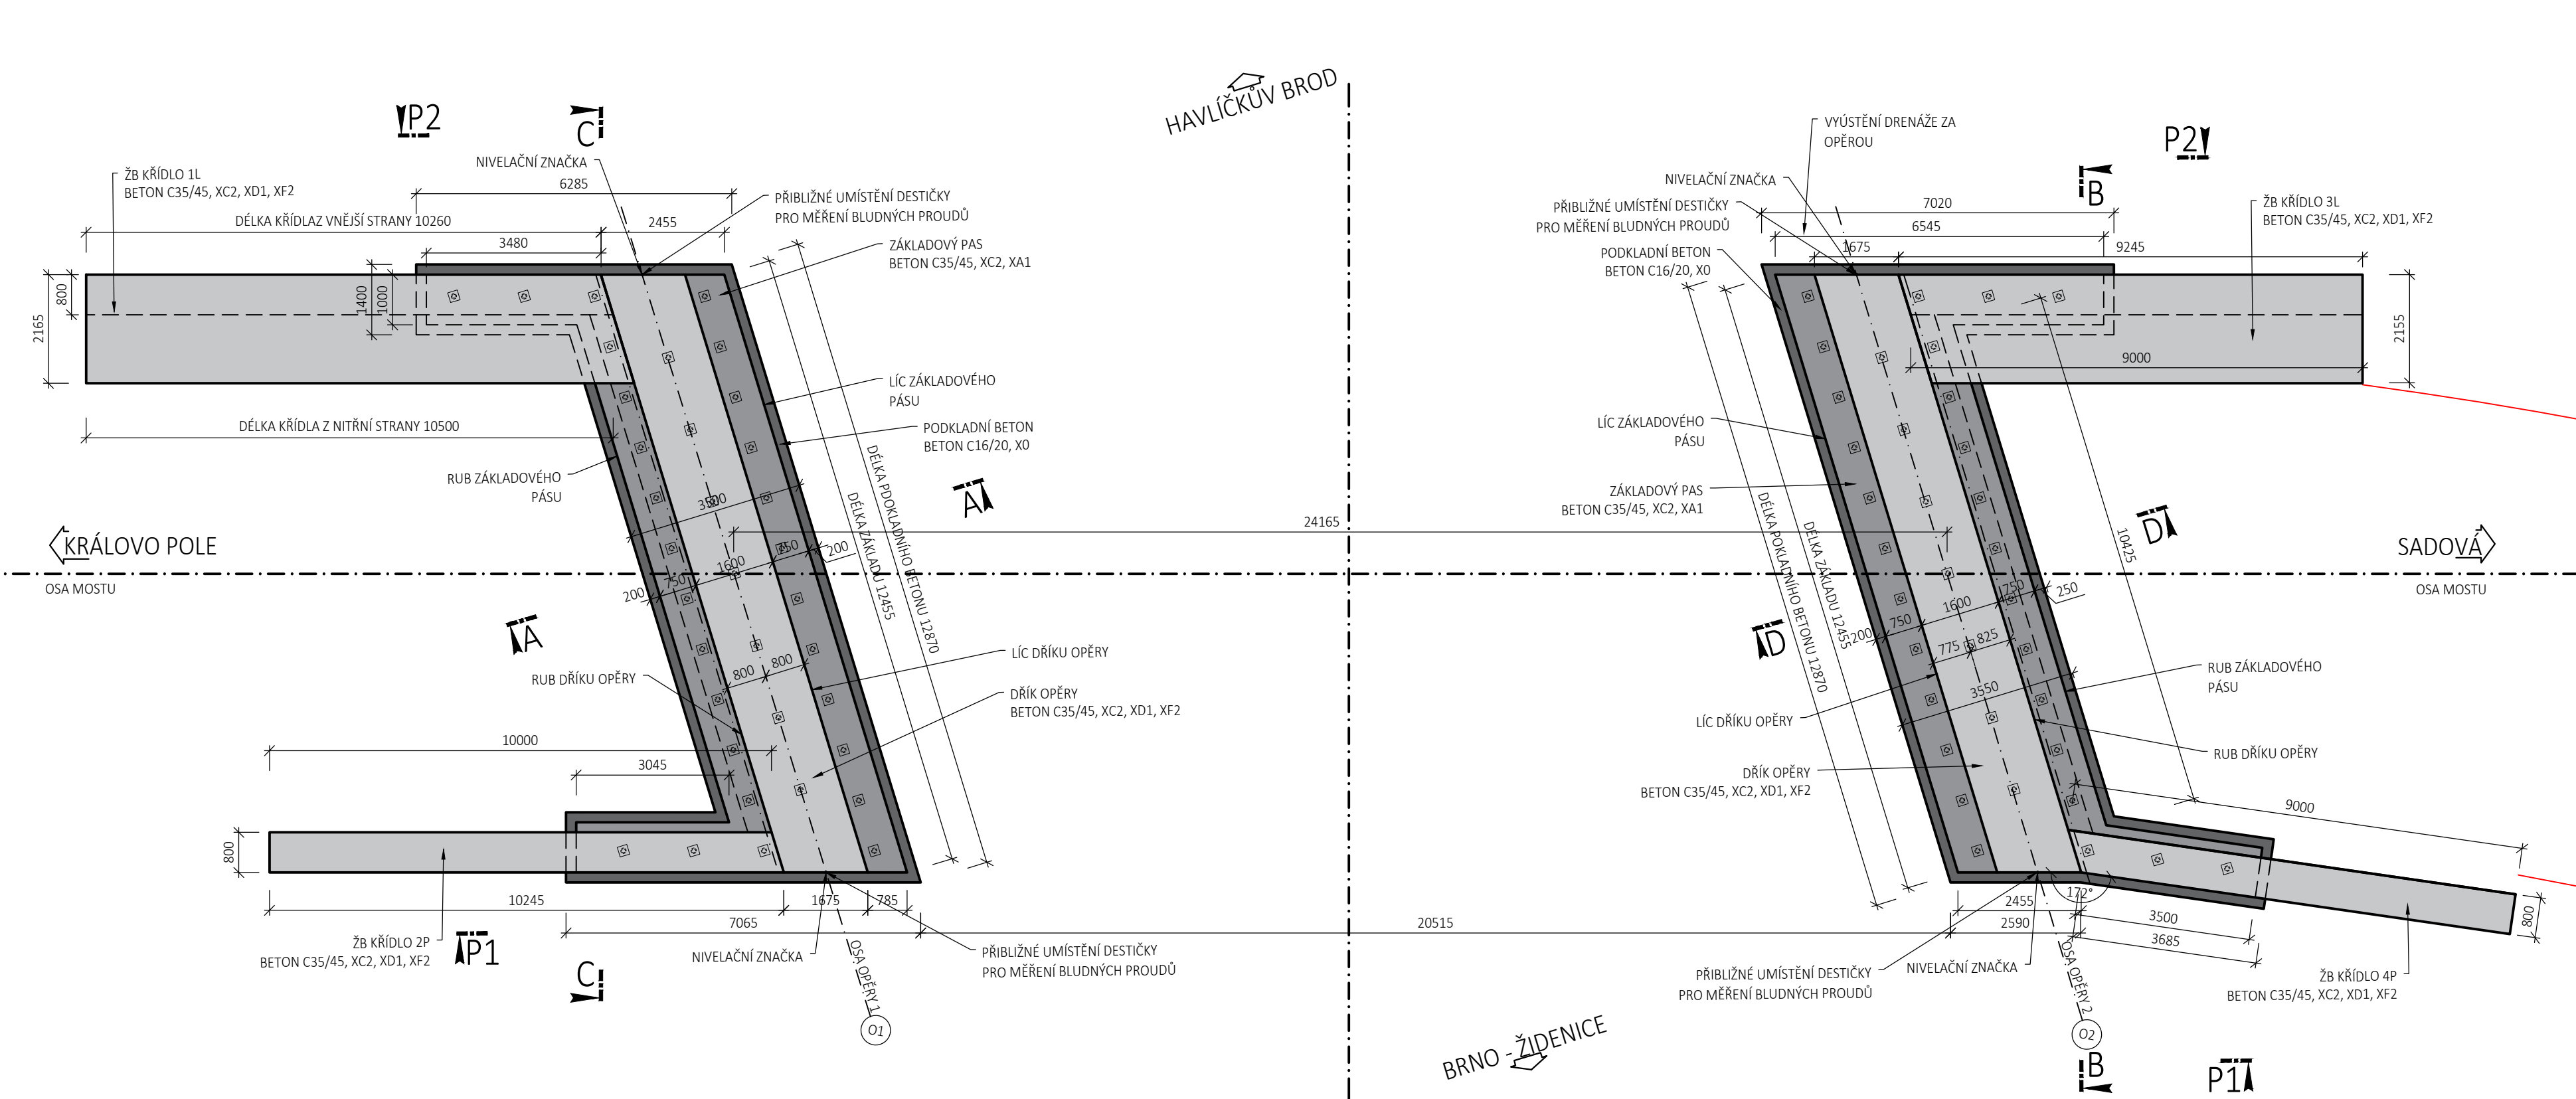 HAVLÍČKŮV BROD
P2
C
NIVELAČNÍ ZNAČKA
6285
ŽB KŘÍDLO 1L
BETON C35/45, XC2, XD1, XF2
DÉLKA KŘÍDLAZ VNĚJŠÍ STRANY 10260
2455
3480
PŘIBLIŽNÉ UMÍSTĚNÍ DESTIČKY
PRO MĚŘENÍ BLUDNÝCH PROUDŮ
ZÁKLADOVÝ PAS
BETON C35/45, XC2, XA1
2165
800
1400
1000
LÍC ZÁKLADOVÉHO
PÁSU
DÉLKA KŘÍDLA Z NITŘNÍ STRANY 10500
PODKLADNÍ BETON
BETON C16/20, X0
RUB ZÁKLADOVÉHO
PÁSU
3500
A
DÉLKA ZÁKLADU 12455
DÉLKA PDOKLADNÍHO BETONU 12870
KRÁLOVO POLE
OSA MOSTU
200
750
1600
750
200
A
RUB DŘÍKU OPĚRY
800
800
LÍC DŘÍKU OPĚRY
DŘÍK OPĚRY
BETON C35/45, XC2, XD1, XF2
10000
3045
800
10245
1675
785
7065
ŽB KŘÍDLO 2P
BETON C35/45, XC2, XD1, XF2
P1
C
NIVELAČNÍ ZNAČKA
PŘIBLIŽNÉ UMÍSTĚNÍ DESTIČKY
PRO MĚŘENÍ BLUDNÝCH PROUDŮ
OSA OPĚRY 1
O1
24165
20515
BRNO - ŽIDENICE
VYÚSTĚNÍ DRENÁŽE ZA
OPĚROU
P2
B
NIVELAČNÍ ZNAČKA
PŘIBLIŽNÉ UMÍSTĚNÍ DESTIČKY
PRO MĚŘENÍ BLUDNÝCH PROUDŮ
7020
6545
1675
9245
ŽB KŘÍDLO 3L
BETON C35/45, XC2, XD1, XF2
PODKLADNÍ BETON
BETON C16/20, X0
2155
9000
LÍC ZÁKLADOVÉHO
PÁSU
ZÁKLADOVÝ PAS
BETON C35/45, XC2, XA1
DÉLKA POKLADNÍHO BETONU 12870
DÉLKA ZÁKLADU 12455
10425
D
SADOVÁ
OSA MOSTU
200
750
1600
750
250
D
775
825
3550
RUB ZÁKLADOVÉHO
PÁSU
LÍC DŘÍKU OPĚRY
RUB DŘÍKU OPĚRY
DŘÍK OPĚRY
BETON C35/45, XC2, XD1, XF2
9000
172°
2455
2590
3500
3685
800
PŘIBLIŽNÉ UMÍSTĚNÍ DESTIČKY
PRO MĚŘENÍ BLUDNÝCH PROUDŮ
NIVELAČNÍ ZNAČKA
OSA OPĚRY 2
O2
ŽB KŘÍDLO 4P
BETON C35/45, XC2, XD1, XF2
B
P1